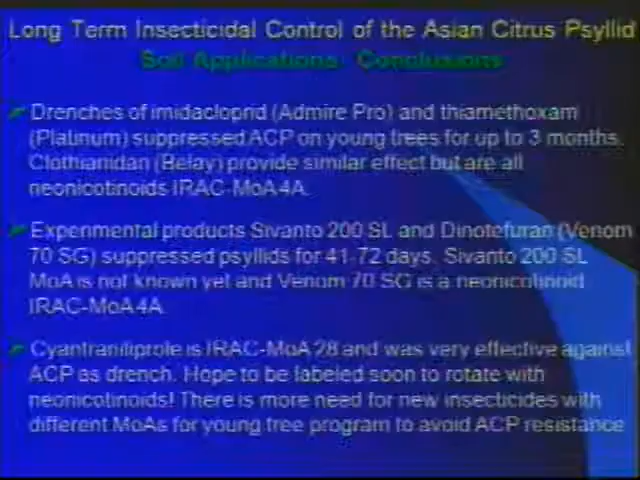 Long Term Insecticidal Control of the Asian Citrus Psyllid
Soil Applications: Conclusions
Drenches of imidacloprid (Admire Pro) and thiamethoxam
(Platinum) suppressed ACP on young trees for up to 3 months.
Clothianidan (Belay) provide similar effect but are all
neonicotinoids IRAC-MoA 4A.
Expermental products Sivanto 200 SL and Dinotefuran (Venom
70 SG) suppressed psyllids for 41-72 days. Sivanto 200 SL
MoA is not known yet and Venom 70 SG is a neonicotinoid
IRAC-MoA 4A.
Cyantraniliprole is IRAC-MoA 28 and was very effective against
ACP as drench. Hope to be labeled soon to rotate with
neonicotinoids! There is more need for new insecticides with
different MoAs for young tree program to avoid ACP resistance